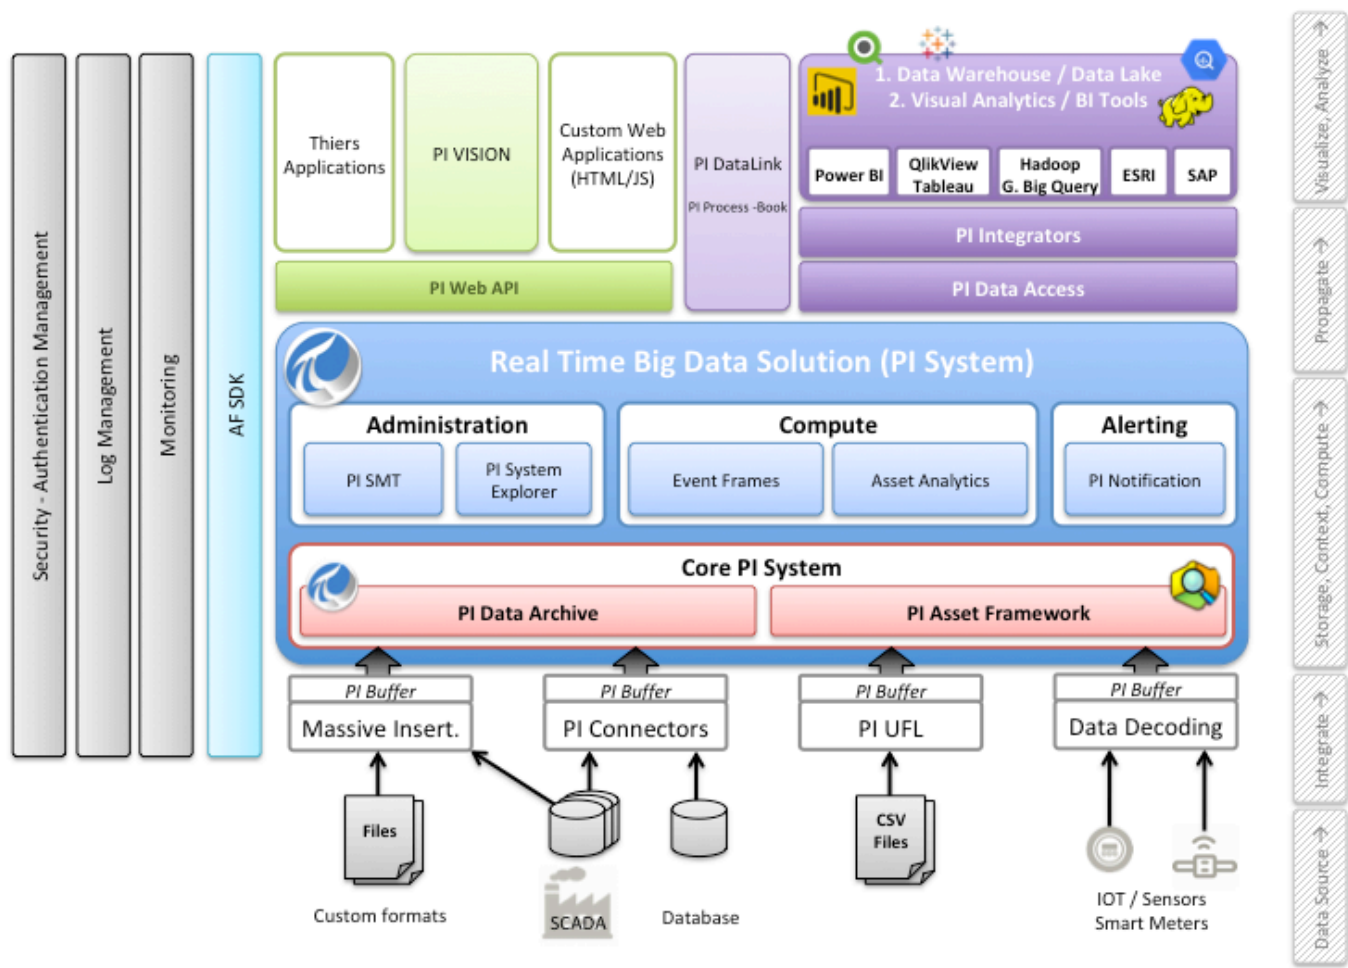 Security - Authentication Management
Log Management
Monitoring
AF SDK
Thiers
Applications
PI VISION
Custom Web
Applications
(HTML/JS)
PI Web API
PI DataLink
PI Process -Book
1. Data Warehouse / Data Lake
2. Visual Analytics / BI Tools
Power BI
QlikView
Tableau
Hadoop
G. Big Query
ESRI
SAP
PI Integrators
PI Data Access
Real Time Big Data Solution (PI System)
Administration
PI SMT
PI System
Explorer
Compute
Event Frames
Asset Analytics
Alerting
PI Notification
Core PI System
PI Data Archive
PI Asset Framework
PI Buffer
Massive Insert.
PI Buffer
PI Connectors
PI Buffer
PI UFL
PI Buffer
Data Decoding
Files
Custom formats
SCADA
Database
CSV
Files
IOT / Sensors
Smart Meters
Visualize, Analyze →
Propagate →
Storage, Context, Compute →
Integrate →
Data Source →